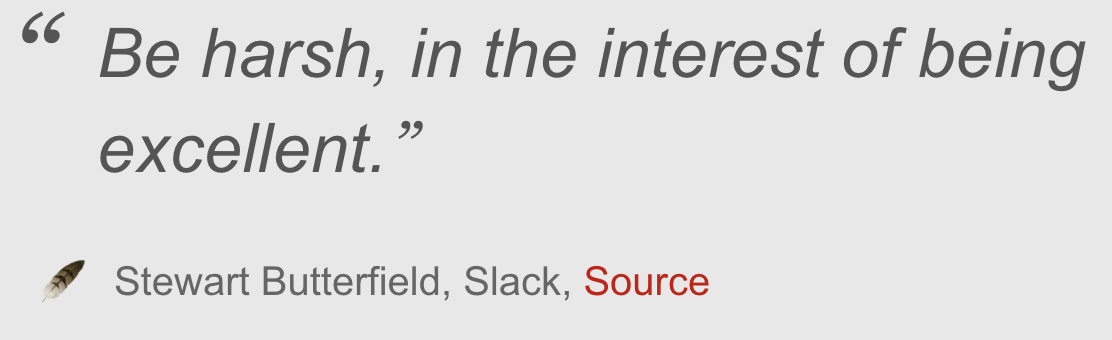 “ Be harsh, in the interest of being
excellent.”
Stewart Butterfield, Slack, Source